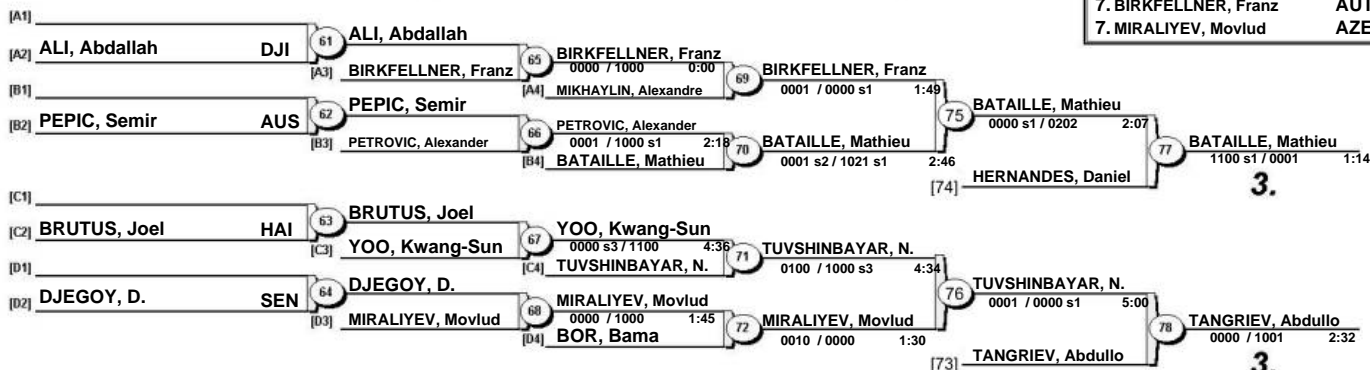 7. BIRKFELLNER, Franz AUT
7. MIRALIYEV, Movlud AZE
[A1]
[A2] ALI, Abdallah DJI
61
ALI, Abdallah
[A3] BIRKFELLNER, Franz
65
BIRKFELLNER, Franz
0000 / 1000 0:00
[A4] MIKHAYLIN, Alexandre
69
BIRKFELLNER, Franz
0001 / 0000 s1 1:49
[B1]
[B2] PEPIC, Semir AUS
62
PEPIC, Semir
[B3] PETROVIC, Alexander
66
PETROVIC, Alexander
0001 / 1000 s1 2:18
[B4] BATAILLE, Mathieu
70
BATAILLE, Mathieu
0001 s2 / 1021 s1 2:46
75
BATAILLE, Mathieu
0000 s1 / 0202 2:07
[74] HERNANDES, Daniel
77
BATAILLE, Mathieu
1100 s1 / 0001 1:14
3.
[C1]
[C2] BRUTUS, Joel HAI
63
BRUTUS, Joel
[C3] YOO, Kwang-Sun
67
YOO, Kwang-Sun
0000 s3 / 1100 4:36
[C4] TUVSHINBAYAR, N.
71
TUVSHINBAYAR, N.
0100 / 1000 s3 4:34
[D1]
[D2] DJEGOY, D. SEN
64
DJEGOY, D.
[D3] MIRALIYEV, Movlud
68
MIRALIYEV, Movlud
0000 / 1000 1:45
[D4] BOR, Bama
72
MIRALIYEV, Movlud
0010 / 0000 1:30
76
TUVSHINBAYAR, N.
0001 / 0000 s1 5:00
[73] TANGRIEV, Abdullo
78
TANGRIEV, Abdullo
0000 / 1001 2:32
3.